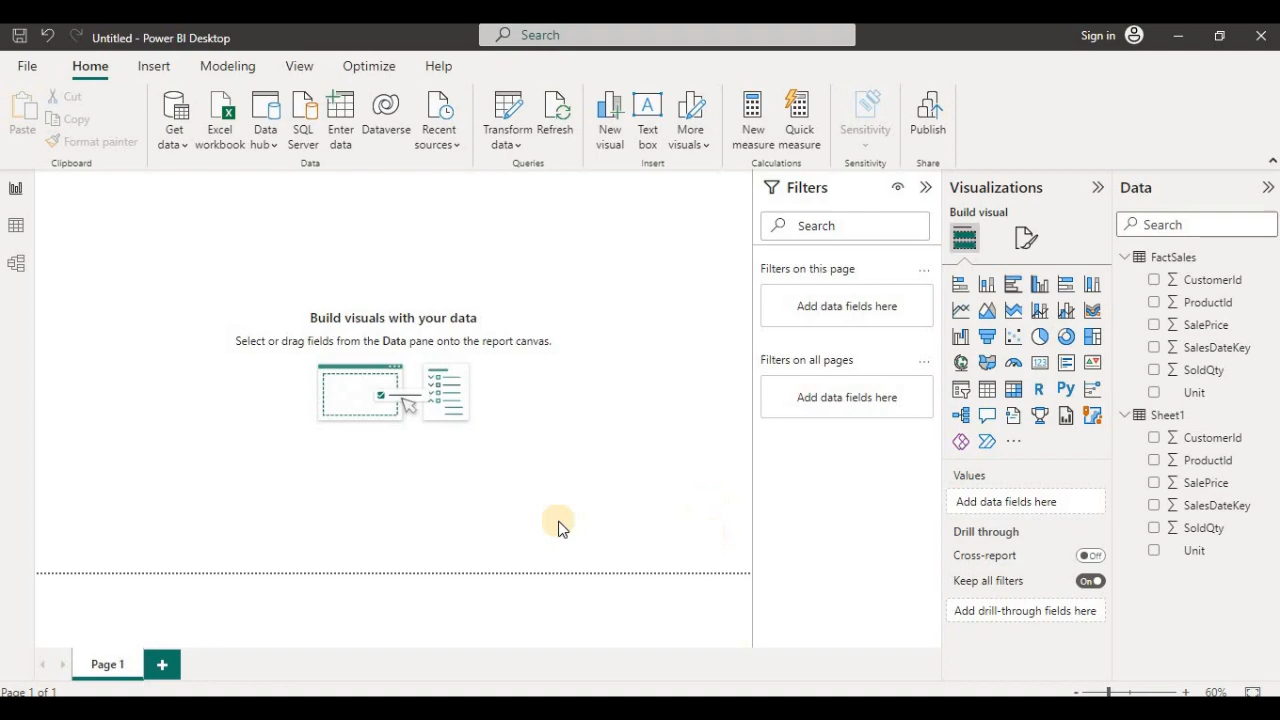 Untitled - Power BI Desktop
Search
Sign in
File
Home
Insert
Modeling
View
Optimize
Help
Paste
Cut
Copy
Format painter
Clipboard
Get data
Excel workbook
Data hub
SQL Server
Enter data
Dataverse
Recent sources
Data
Transform data
Refresh
Queries
New visual
A
Text box
More visuals
Insert
New measure
Quick measure
Calculations
Sensitivity
Sensitivity
Publish
Share
Build visuals with your data
Select or drag fields from the Data pane onto the report canvas.
Filters
Search
Filters on this page
...
Add data fields here
Filters on all pages
...
Add data fields here
Visualizations
Build visual
123
R
Py
...
Values
Add data fields here
Drill through
Cross-report
Off
Keep all filters
On
Add drill-through fields here
Data
Search
FactSales
∑ CustomerId
∑ ProductId
∑ SalePrice
∑ SalesDateKey
∑ SoldQty
Unit
Sheet1
∑ CustomerId
∑ ProductId
∑ SalePrice
∑ SalesDateKey
∑ SoldQty
Unit
Page 1
+
Page 1 of 1
- + 60%